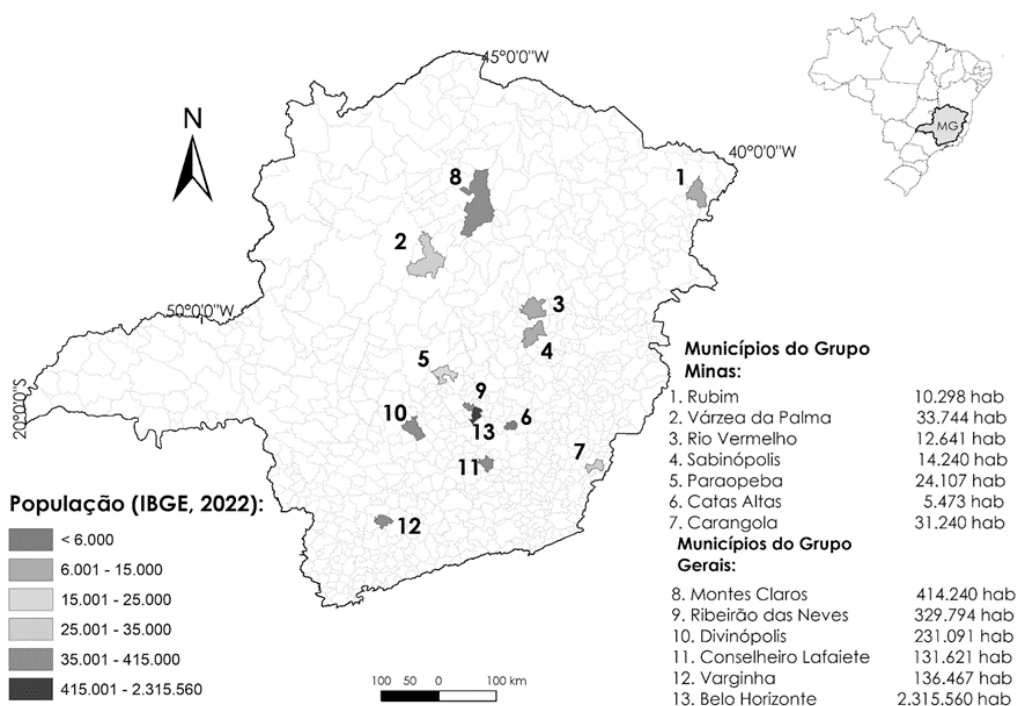 45°0'0"W
MG
N
40°0'0"W
8
1
2
50°0'0"W
3
4
5
9
10
6
13
20°0'0"S
11
7
12
Municípios do Grupo
Minas:
1. Rubim 10.298 hab
2. Várzea da Palma 33.744 hab
3. Rio Vermelho 12.641 hab
4. Sabinópolis 14.240 hab
5. Paraopeba 24.107 hab
6. Catas Altas 5.473 hab
7. Carangola 31.240 hab
Municípios do Grupo
Gerais:
8. Montes Claros 414.240 hab
9. Ribeirão das Neves 329.794 hab
10. Divinópolis 231.091 hab
11. Conselheiro Lafaiete 131.621 hab
12. Varginha 136.467 hab
13. Belo Horizonte 2.315.560 hab
População (IBGE, 2022):
< 6.000
6.001 - 15.000
15.001 - 25.000
25.001 - 35.000
35.001 - 415.000
415.001 - 2.315.560
100 50 0 100 km